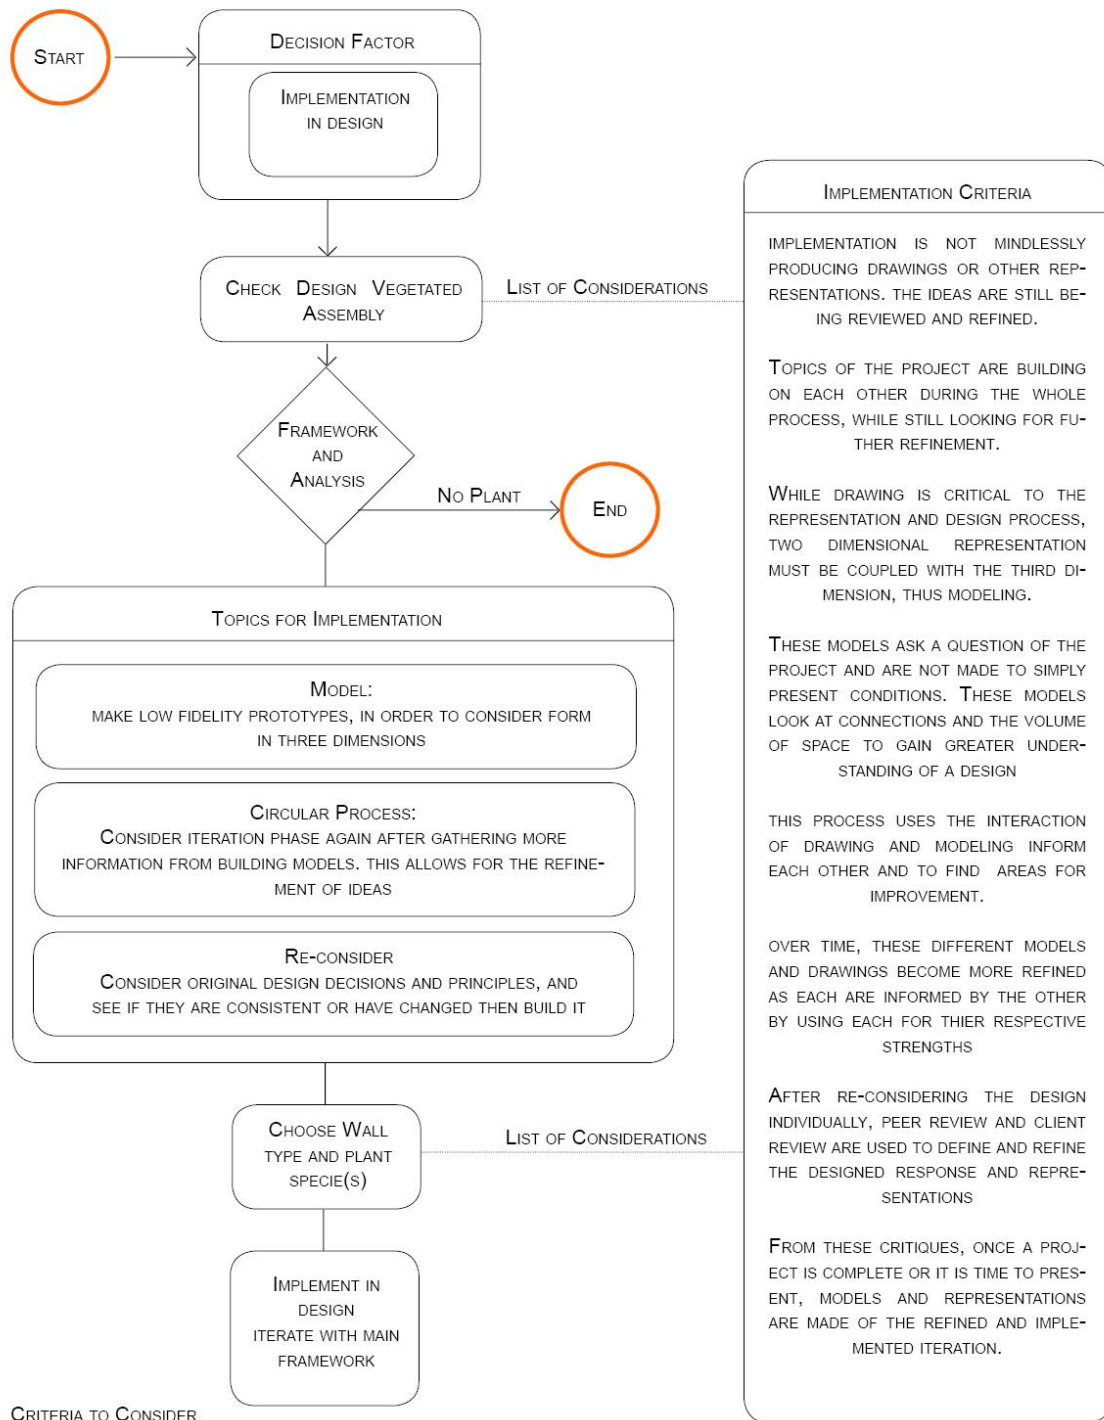 START
DECISION FACTOR
IMPLEMENTATION
IN DESIGN
CHECK DESIGN VEGETATED
ASSEMBLY
LIST OF CONSIDERATIONS
FRAMEWORK
AND
ANALYSIS
NO PLANT
END
TOPICS FOR IMPLEMENTATION
MODEL:
MAKE LOW FIDELITY PROTOTYPES, IN ORDER TO CONSIDER FORM
IN THREE DIMENSIONS
CIRCULAR PROCESS:
CONSIDER ITERATION PHASE AGAIN AFTER GATHERING MORE
INFORMATION FROM BUILDING MODELS. THIS ALLOWS FOR THE REFINE-
MENT OF IDEAS
RE-CONSIDER
CONSIDER ORIGINAL DESIGN DECISIONS AND PRINCIPLES, AND
SEE IF THEY ARE CONSISTENT OR HAVE CHANGED THEN BUILD IT
CHOOSE WALL
TYPE AND PLANT
SPECIE(S)
LIST OF CONSIDERATIONS
IMPLEMENT IN
DESIGN
ITERATE WITH MAIN
FRAMEWORK
IMPLEMENTATION CRITERIA
IMPLEMENTATION IS NOT MINDLESSLY
PRODUCING DRAWINGS OR OTHER REP-
RESENTATIONS. THE IDEAS ARE STILL BE-
ING REVIEWED AND REFINED.
TOPICS OF THE PROJECT ARE BUILDING
ON EACH OTHER DURING THE WHOLE
PROCESS, WHILE STILL LOOKING FOR FU-
THER REFINEMENT.
WHILE DRAWING IS CRITICAL TO THE
REPRESENTATION AND DESIGN PROCESS,
TWO DIMENSIONAL REPRESENTATION
MUST BE COUPLED WITH THE THIRD DI-
MENSION, THUS MODELING.
THESE MODELS ASK A QUESTION OF THE
PROJECT AND ARE NOT MADE TO SIMPLY
PRESENT CONDITIONS. THESE MODELS
LOOK AT CONNECTIONS AND THE VOLUME
OF SPACE TO GAIN GREATER UNDER-
STANDING OF A DESIGN
THIS PROCESS USES THE INTERACTION
OF DRAWING AND MODELING INFORM
EACH OTHER AND TO FIND AREAS FOR
IMPROVEMENT.
OVER TIME, THESE DIFFERENT MODELS
AND DRAWINGS BECOME MORE REFINED
AS EACH ARE INFORMED BY THE OTHER
BY USING EACH FOR THIER RESPECTIVE
STRENGTHS
AFTER RE-CONSIDERING THE DESIGN
INDIVIDUALLY, PEER REVIEW AND CLIENT
REVIEW ARE USED TO DEFINE AND REFINE
THE DESIGNED RESPONSE AND REPRE-
SENTATIONS
FROM THESE CRITIQUES, ONCE A PROJ-
ECT IS COMPLETE OR IT IS TIME TO PRES-
ENT, MODELS AND REPRESENTATIONS
ARE MADE OF THE REFINED AND IMPLE-
MENTED ITERATION.
CRITERIA TO CONSIDER